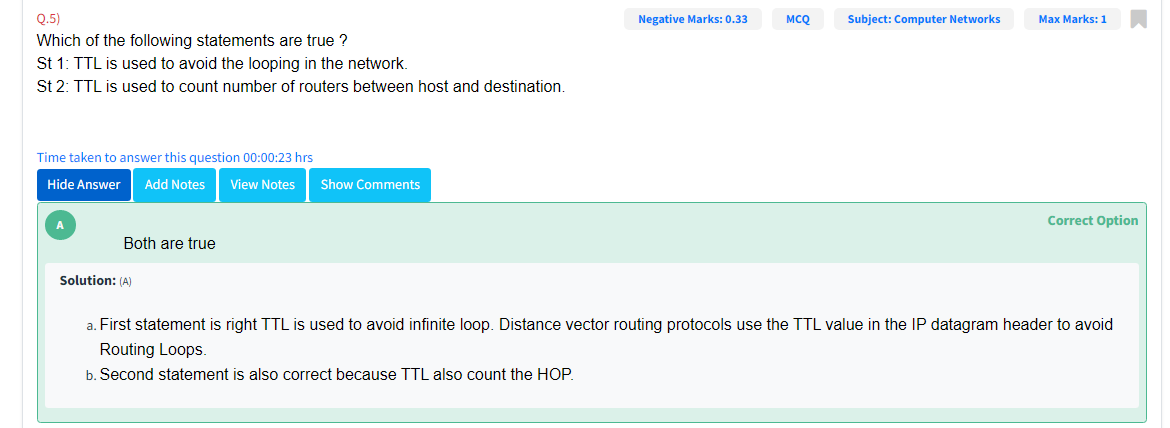 Q.5)
Negative Marks: 0.33 MCQ Subject: Computer Networks Max Marks: 1
Which of the following statements are true ?
St 1: TTL is used to avoid the looping in the network.
St 2: TTL is used to count number of routers between host and destination.
Time taken to answer this question 00:00:23 hrs
Hide Answer Add Notes View Notes Show Comments
A
Correct Option
Both are true
Solution: (A)
a. First statement is right TTL is used to avoid infinite loop. Distance vector routing protocols use the TTL value in the IP datagram header to avoid
Routing Loops.
b. Second statement is also correct because TTL also count the HOP.